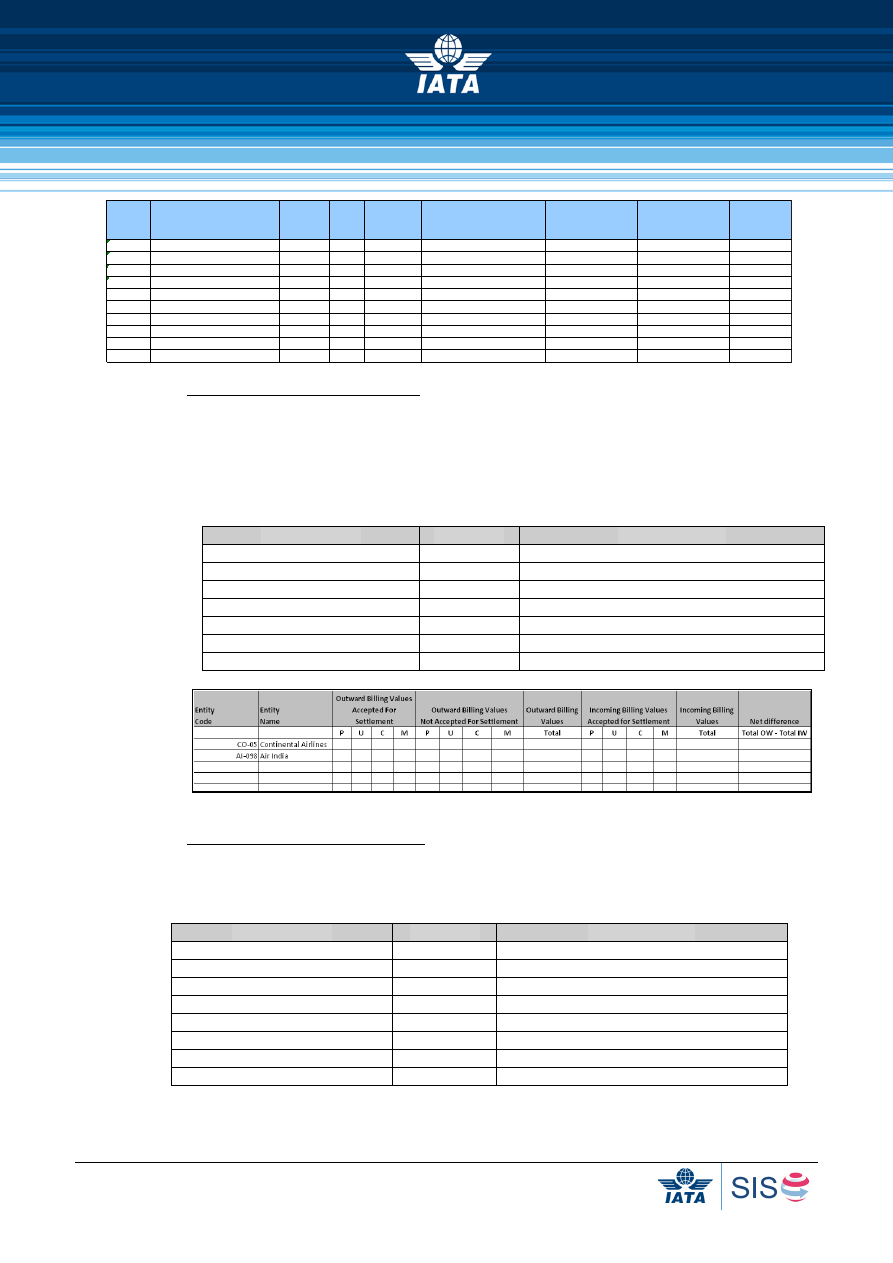 IATA
Outward Billing Values Accepted For Settlement
Entity Code
Entity Name
Outward Billing Values Not Accepted For Settlement
Outward Billing Values
Incoming Billing Values Accepted for Settlement
Incoming Billing Values
Net difference
P U C M P U C M Total P U C M Total Total OW - Total IW
CO-05 Continental Airlines
AI-098 Air India
IATA SIS